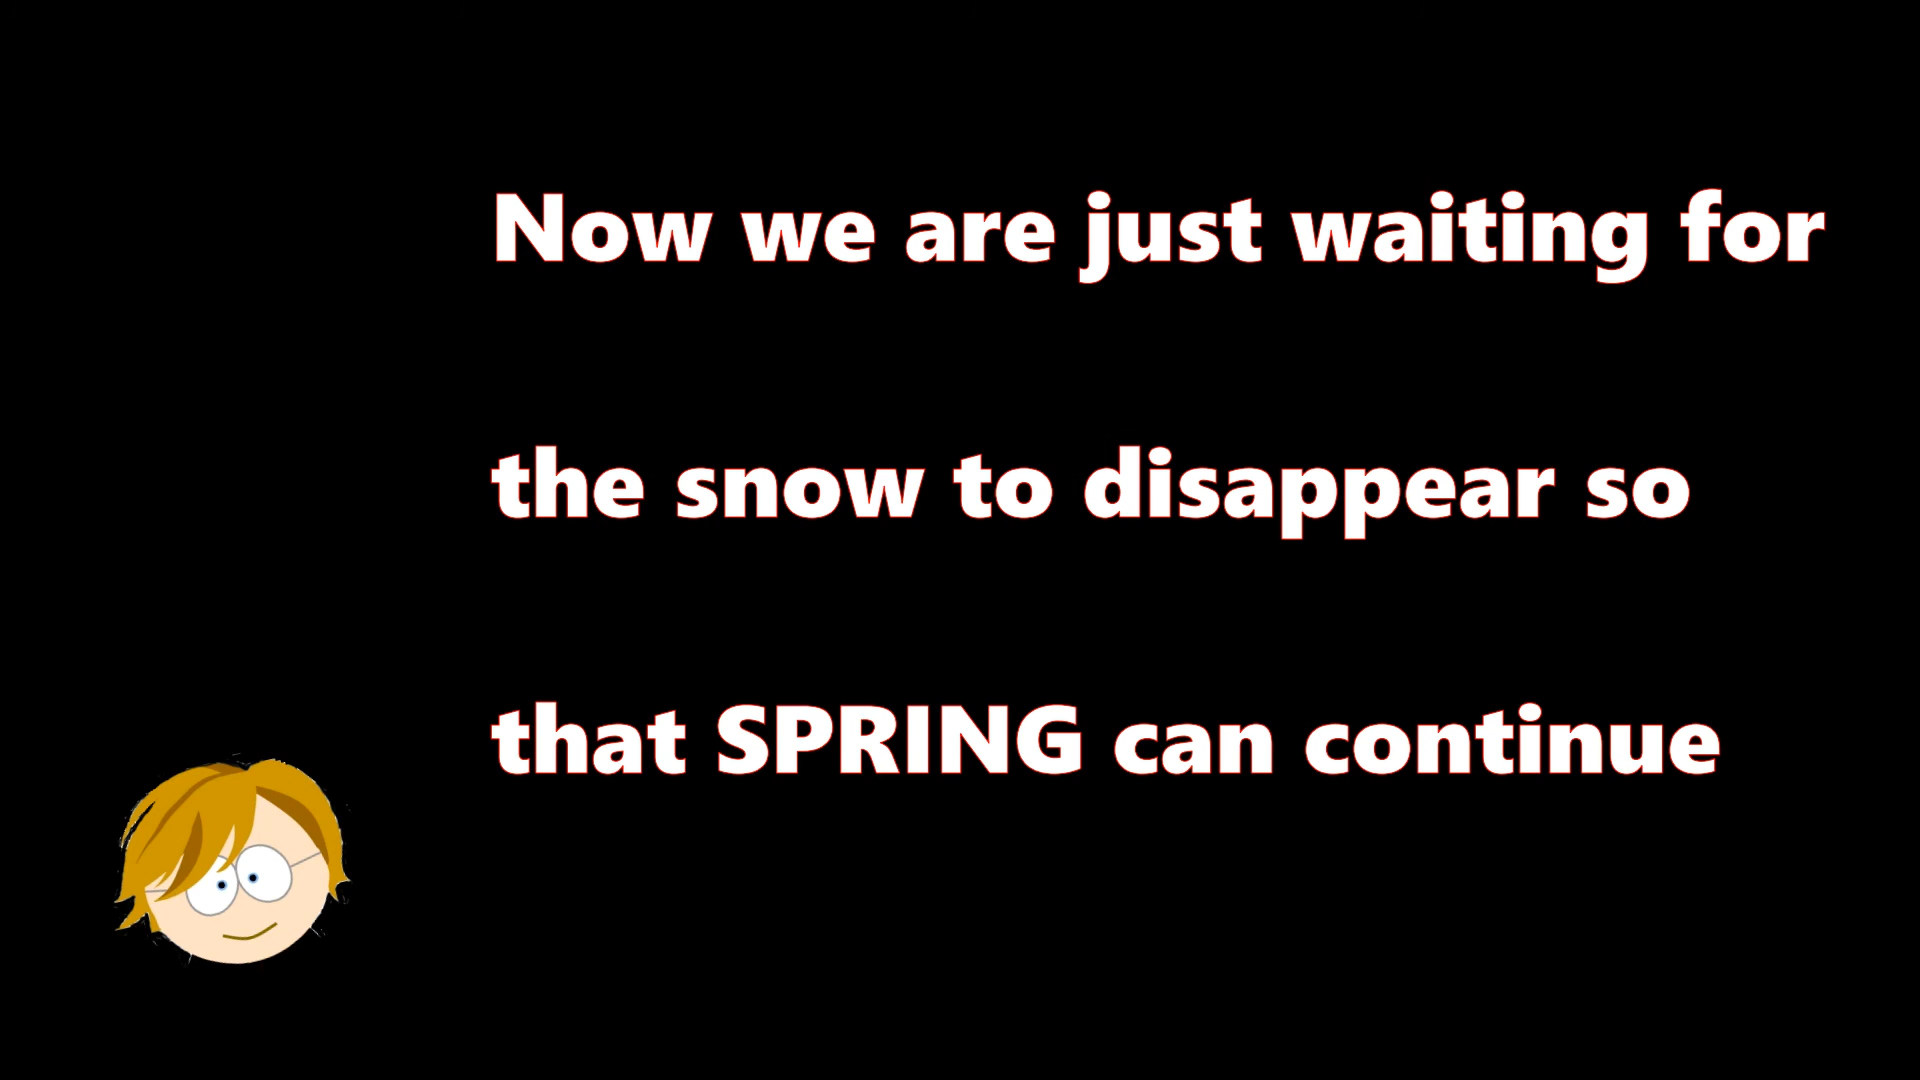 Now we are just waiting for
the snow to disappear so
that SPRING can continue